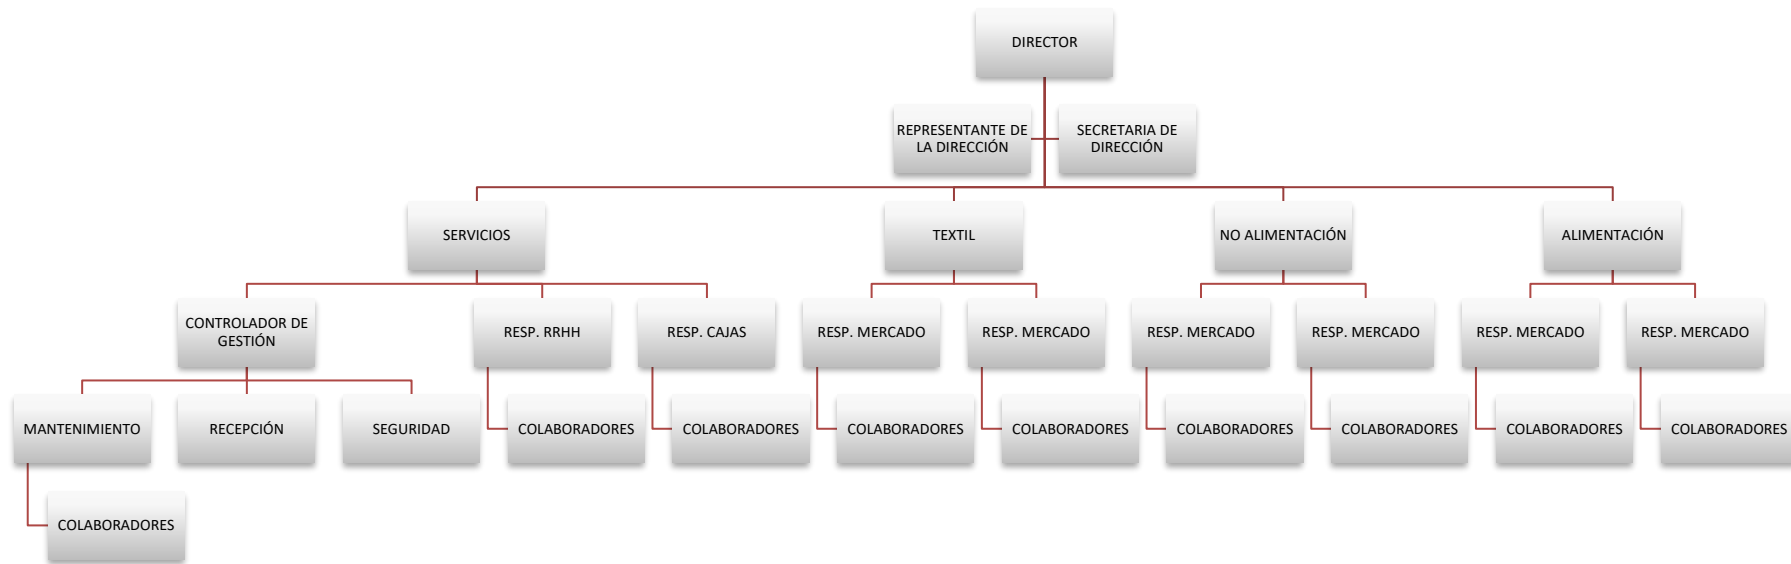 DIRECTOR
REPRESENTANTE DE
LA DIRECCIÓN
SECRETARIA DE
DIRECCIÓN
SERVICIOS
TEXTIL
NO ALIMENTACIÓN
ALIMENTACIÓN
CONTROLADOR DE
GESTIÓN
RESP. RRHH
RESP. CAJAS
RESP. MERCADO
RESP. MERCADO
RESP. MERCADO
RESP. MERCADO
RESP. MERCADO
RESP. MERCADO
MANTENIMIENTO
RECEPCIÓN
SEGURIDAD
COLABORADORES
COLABORADORES
COLABORADORES
COLABORADORES
COLABORADORES
COLABORADORES
COLABORADORES
COLABORADORES
COLABORADORES